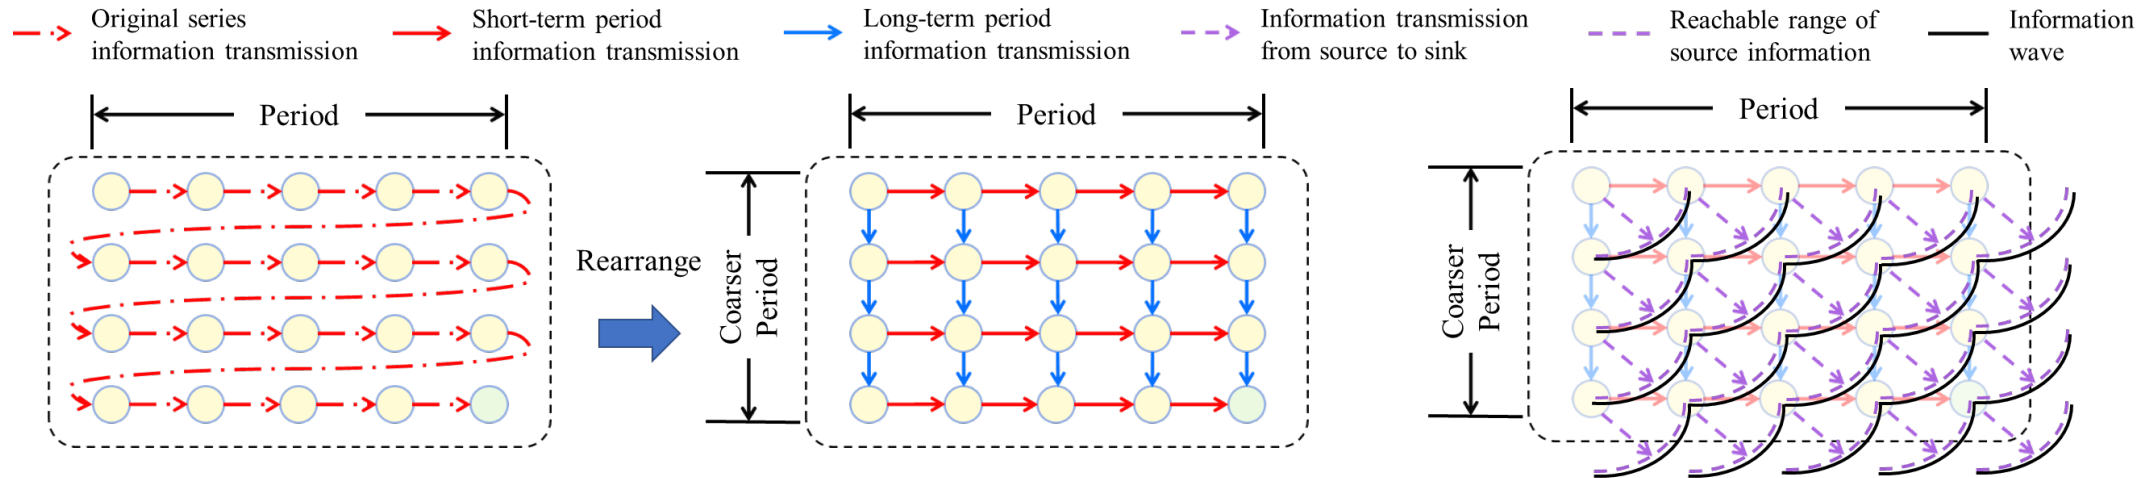 Original series
information transmission
Short-term period
information transmission
Long-term period
information transmission
Information transmission
from source to sink
Reachable range of
source information
Information
wave
Period
Period
Period
Rearrange
Coarser
Period
Coarser
Period